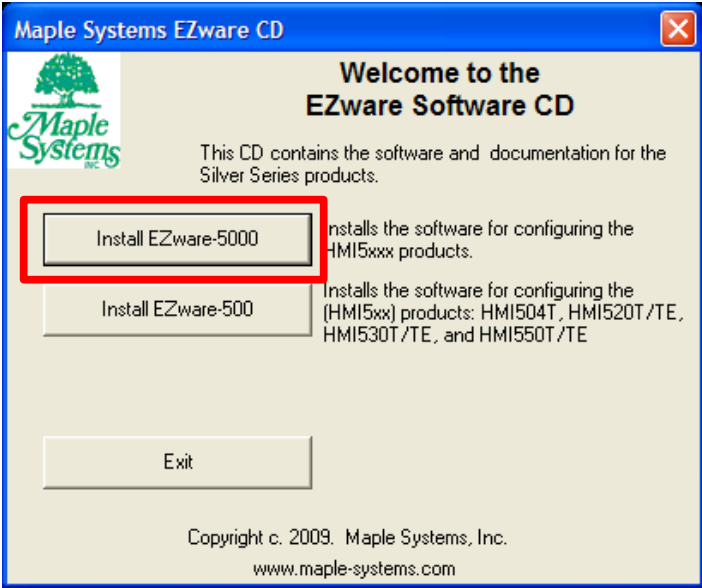 Maple Systems EZware CD
Maple
Systems
INC
Welcome to the
EZware Software CD
This CD contains the software and documentation for the
Silver Series products.
Install EZware-5000
Installs the software for configuring the
HMI5xxx products.
Install EZware-500
Installs the software for configuring the
(HMI5xx) products: HMI504T, HMI520T/TE,
HMI530T/TE, and HMI550T/TE
Exit
Copyright c. 2009. Maple Systems, Inc.
www.maple-systems.com